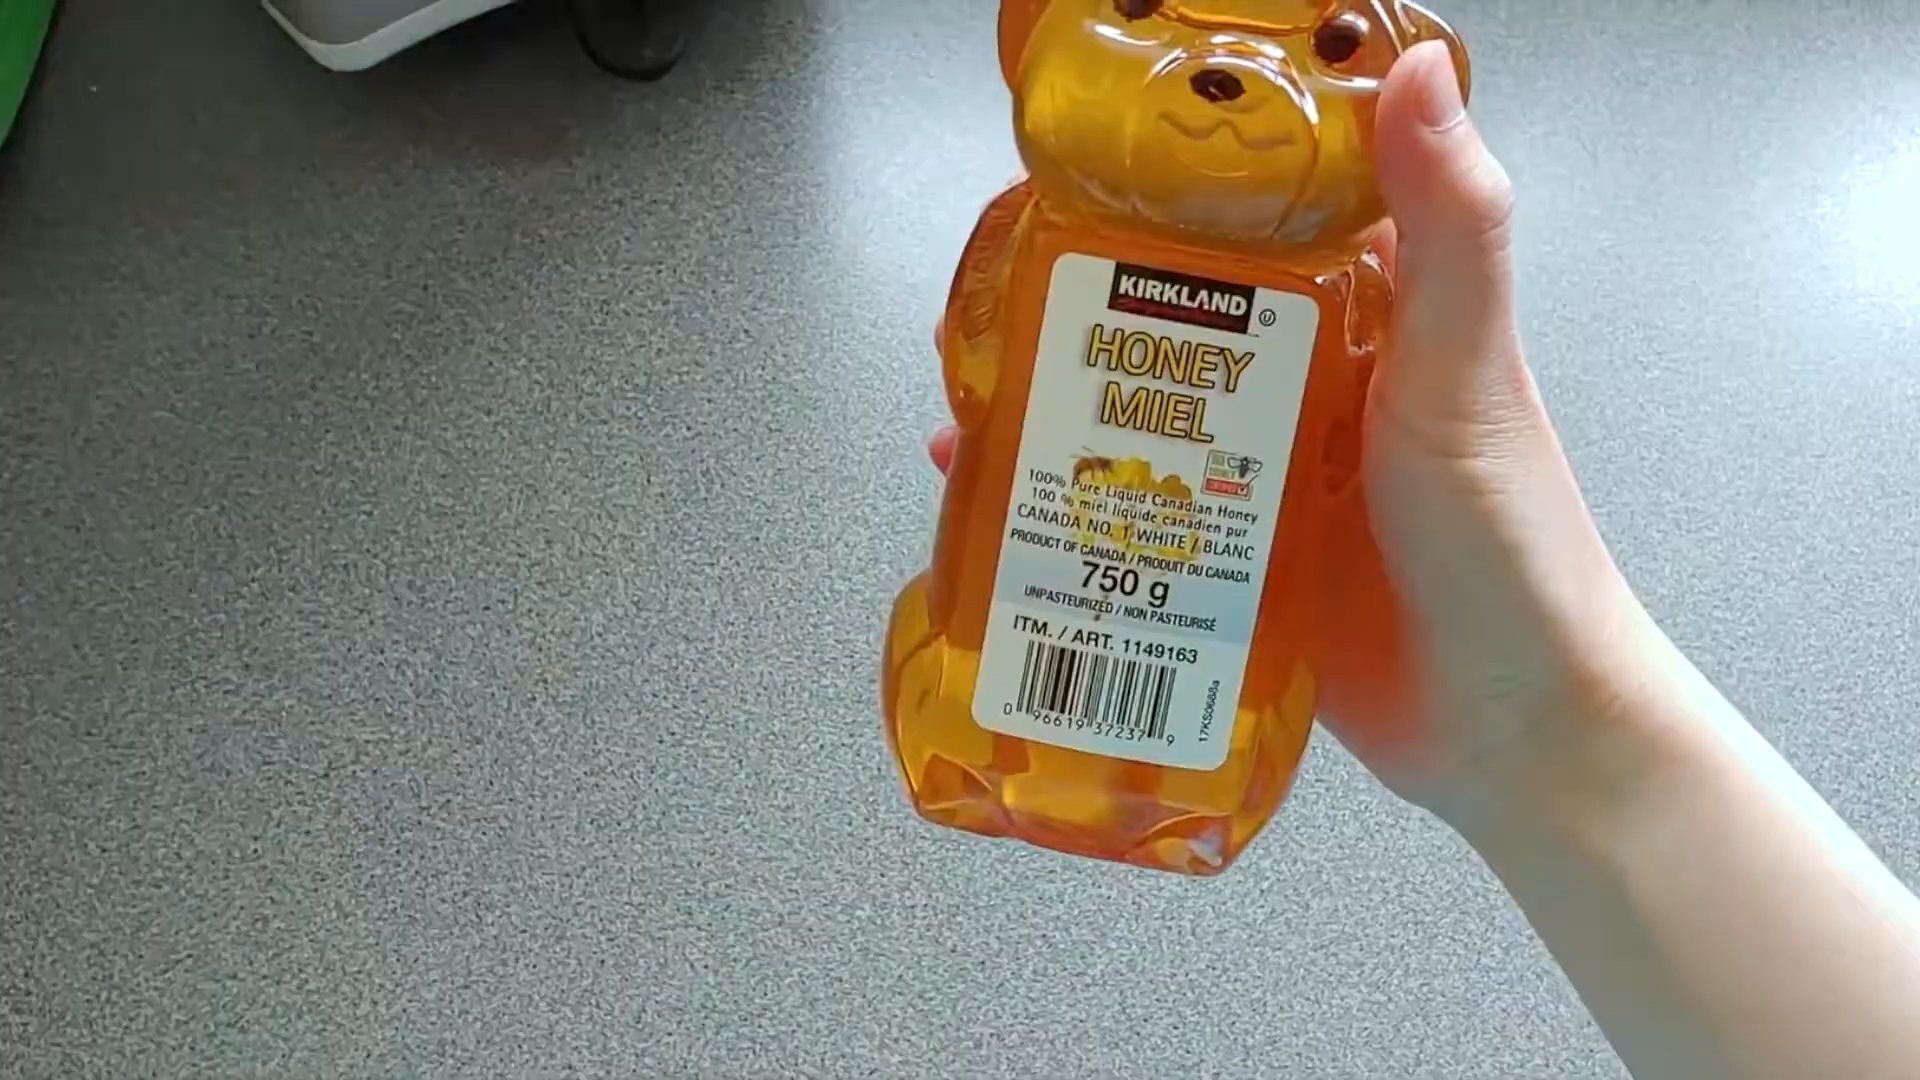 KIRKLAND
HONEY
MIEL
100% Pure Liquid Canadian Honey
100 % miel liquide canadien pur
CANADA NO. 1 WHITE / BLANC
PRODUCT OF CANADA / PRODUIT DU CANADA
750 g
UNPASTEURIZED / NON PASTEURISÉ
ITM. / ART. 1149163
0 96619 37237 9
17KS0688a